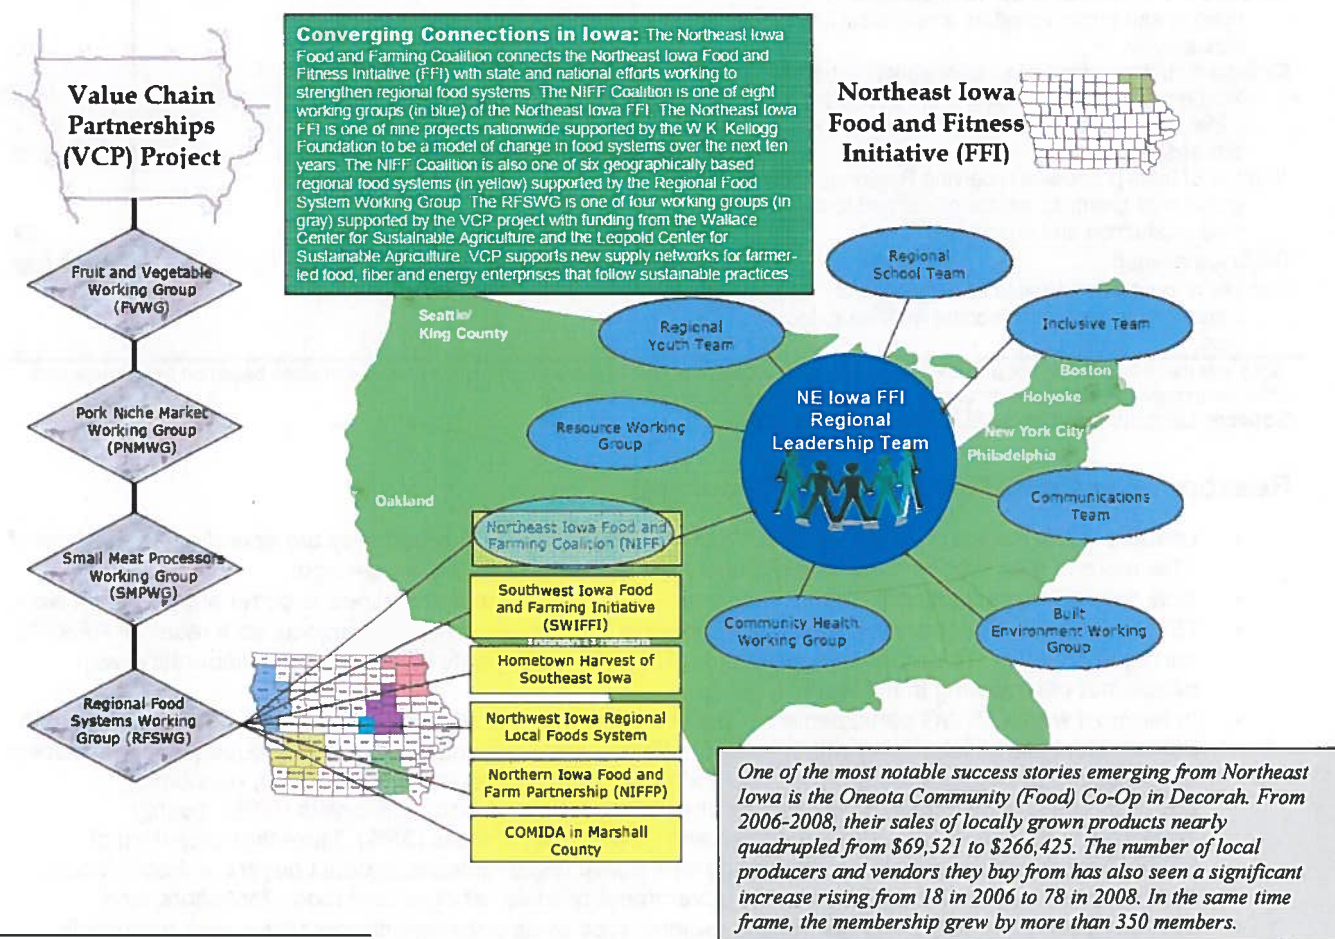 Value Chain
Partnerships
(VCP) Project
Fruit and Vegetable
Working Group
(FVWG)
Pork Niche Market
Working Group
(PNMWG)
Small Meat Processors
Working Group
(SMPWG)
Regional Food
Systems Working
Group (RFSWG)
Converging Connections in Iowa: The Northeast Iowa
Food and Farming Coalition connects the Northeast Iowa Food and
Fitness Initiative (FFI) with state and national efforts working to
strengthen regional food systems. The NIFF Coalition is one of eight
working groups (in blue) of the Northeast Iowa FFI. The Northeast Iowa
FFI is one of nine projects nationwide supported by the W.K. Kellogg
Foundation to be a model of change in food systems over the next ten
years. The NIFF Coalition is also one of six geographically based
regional food systems (in yellow) supported by the Regional Food
System Working Group. The RFSWG is one of four working groups (in
gray) supported by the VCP project with funding from the Wallace
Center for Sustainable Agriculture and the Leopold Center for
Sustainable Agriculture. VCP supports new supply networks for farmer-
led food, fiber and energy enterprises that follow sustainable practices.
Northeast Iowa
Food and Fitness
Initiative (FFI)
Seattle/
King County
Oakland
Boston
Holyoke
New York City
Philadelphia
Regional
School Team
Regional
Youth Team
Inclusive Team
Resource Working
Group
NE Iowa FFI
Regional
Leadership Team
Communications
Team
Community Health
Working Group
Built
Environment Working
Group
Northeast Iowa Food and
Farming Coalition (NIFF)
Southwest Iowa Food
and Farming Initiative
(SWIFFI)
Hometown Harvest of
Southeast Iowa
Northwest Iowa Regional
Local Foods System
Northern Iowa Food and
Farm Partnership (NIFFP)
COMIDA in Marshall
County
One of the most notable success stories emerging from Northeast
Iowa is the Oneota Community (Food) Co-Op in Decorah. From
2006-2008, their sales of locally grown products nearly
quadrupled from $69,521 to $266,425. The number of local
producers and vendors they buy from has also seen a significant
increase rising from 18 in 2006 to 78 in 2008. In the same time
frame, the membership grew by more than 350 members.